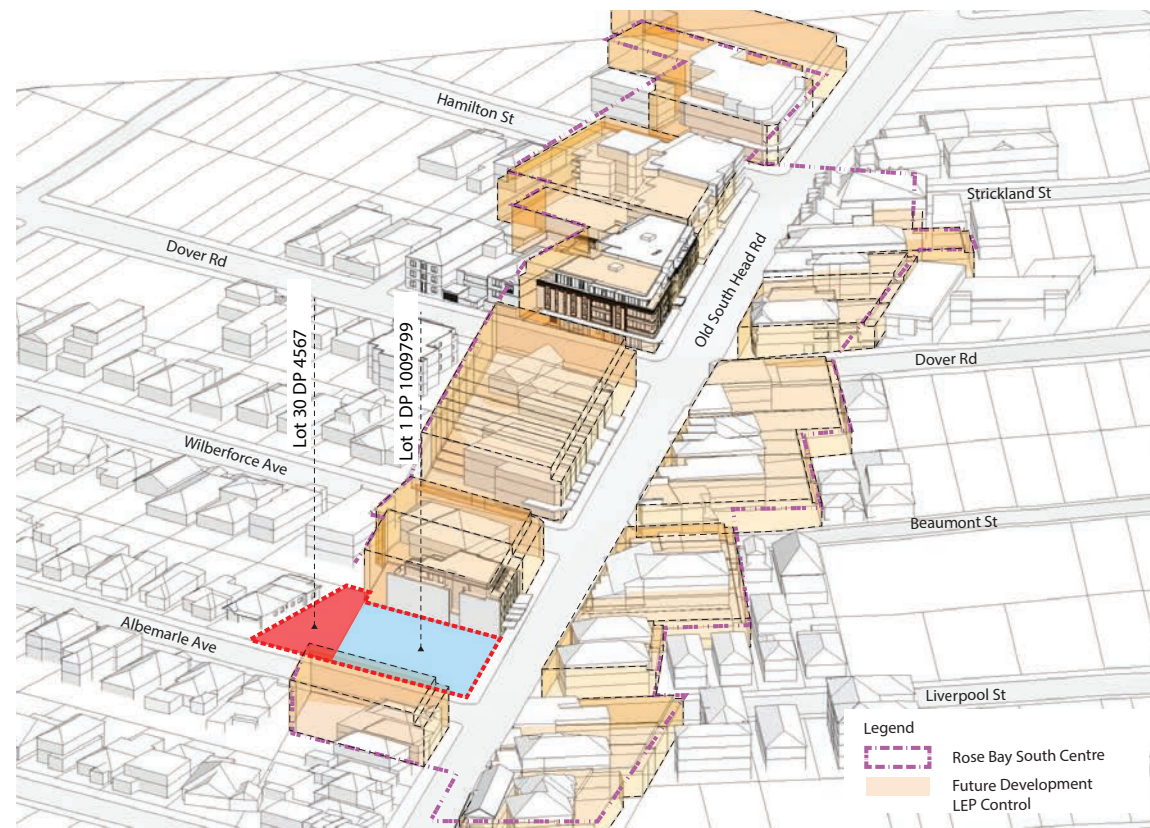 Hamilton St
Strickland St
Dover Rd
Old South Head Rd
Lot 30 DP 4567
Lot 1 DP 1009799
Dover Rd
Wilberforce Ave
Beaumont St
Albemarle Ave
Liverpool St
Legend
Rose Bay South Centre
Future Development
LEP Control